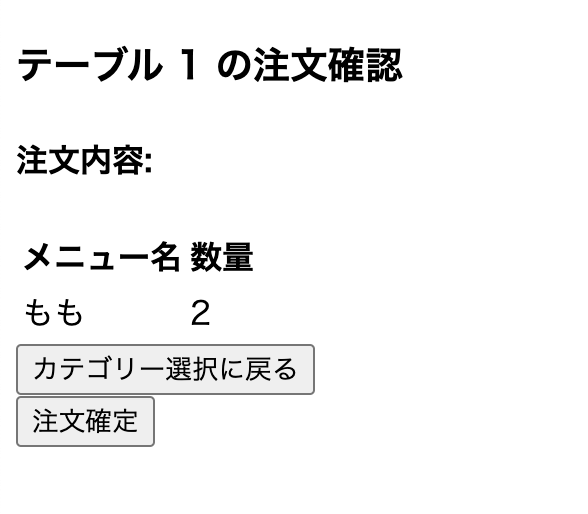 テーブル 1 の注文確認
注文内容:
メニュー名 数量
もも 2
カテゴリー選択に戻る
注文確定